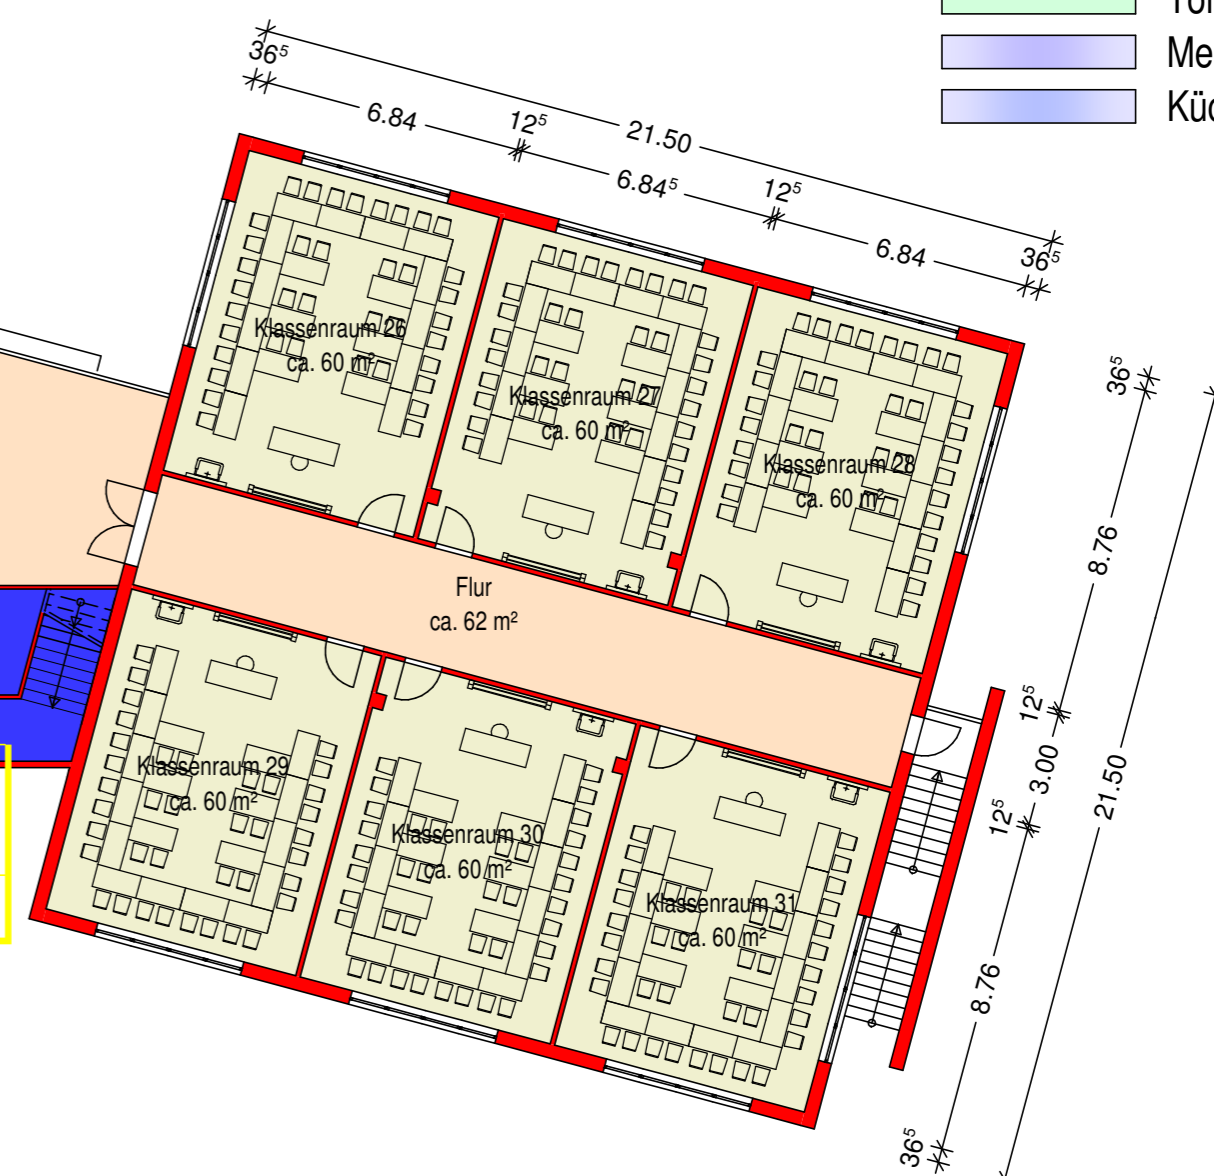 Me
Küc
36⁵
21.50
6.84
12⁵
6.84⁵
12⁵
6.84
36⁵
Klassenraum 26
ca. 60 m²
Klassenraum 27
ca. 60 m²
Klassenraum 28
ca. 60 m²
36⁵
8.76
12⁵
3.00
12⁵
21.50
8.76
36⁵
Flur
ca. 62 m²
Klassenraum 29
ca. 60 m²
Klassenraum 30
ca. 60 m²
Klassenraum 31
ca. 60 m²